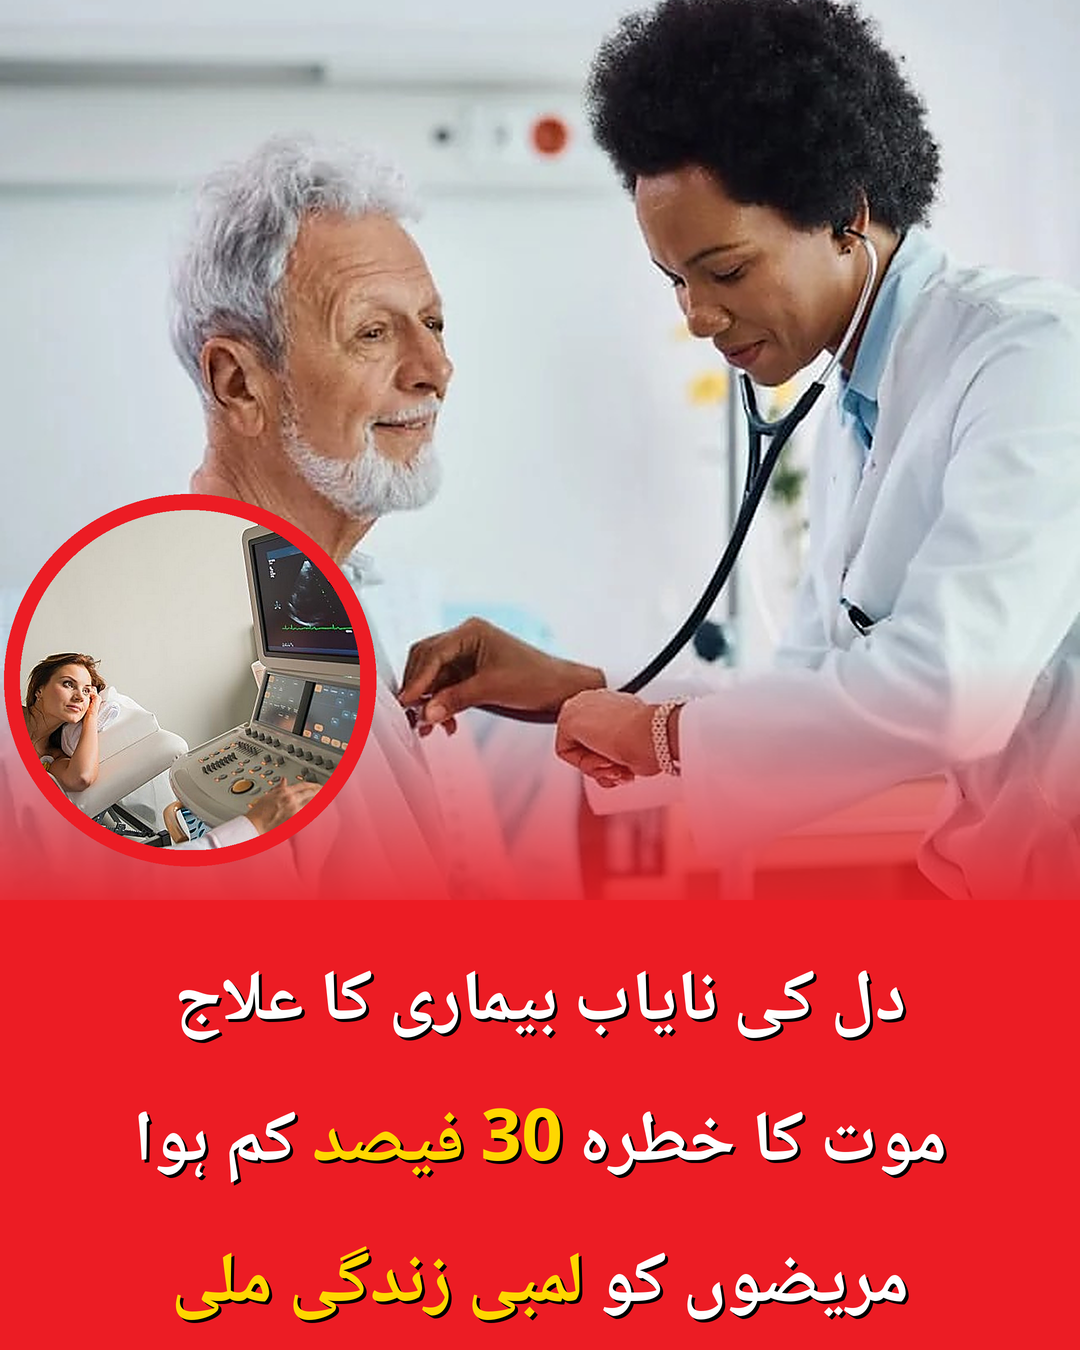 دل کی نایاب بیماری کا علاج
موت کا خطرہ 30 فیصد کم ہوا
مریضوں کو لمبی زندگی ملی